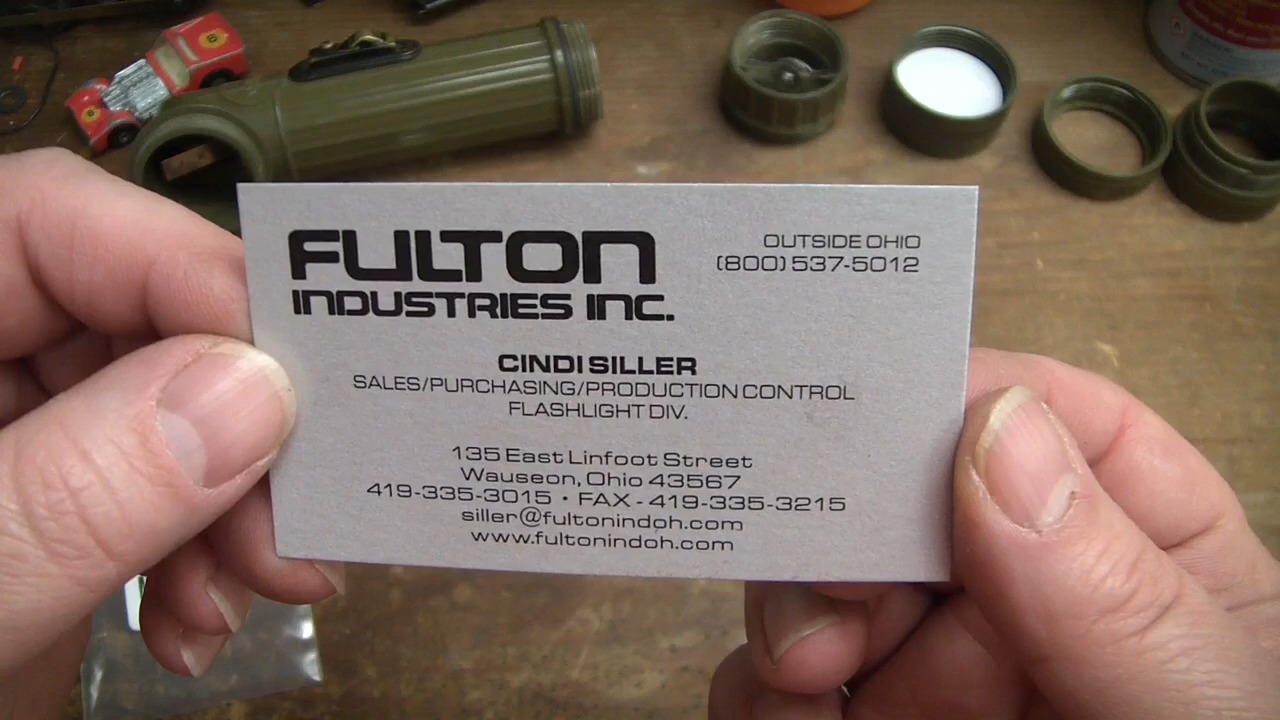 FULTON
INDUSTRIES INC.
OUTSIDE OHIO
(800) 537-5012
CINDI SILLER
SALES/PURCHASING/PRODUCTION CONTROL
FLASHLIGHT DIV.
135 East Linfoot Street
Wauseon, Ohio 43567
419-335-3015 • FAX - 419-335-3215
siller@fultonindoh.com
www.fultonindoh.com